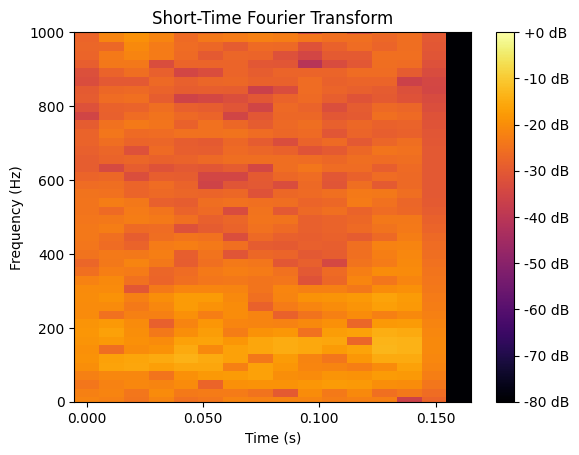 Short-Time Fourier Transform
Frequency (Hz)
1000
800
600
400
200
0
0.000 0.050 0.100 0.150
Time (s)
+0 dB
-10 dB
-20 dB
-30 dB
-40 dB
-50 dB
-60 dB
-70 dB
-80 dB